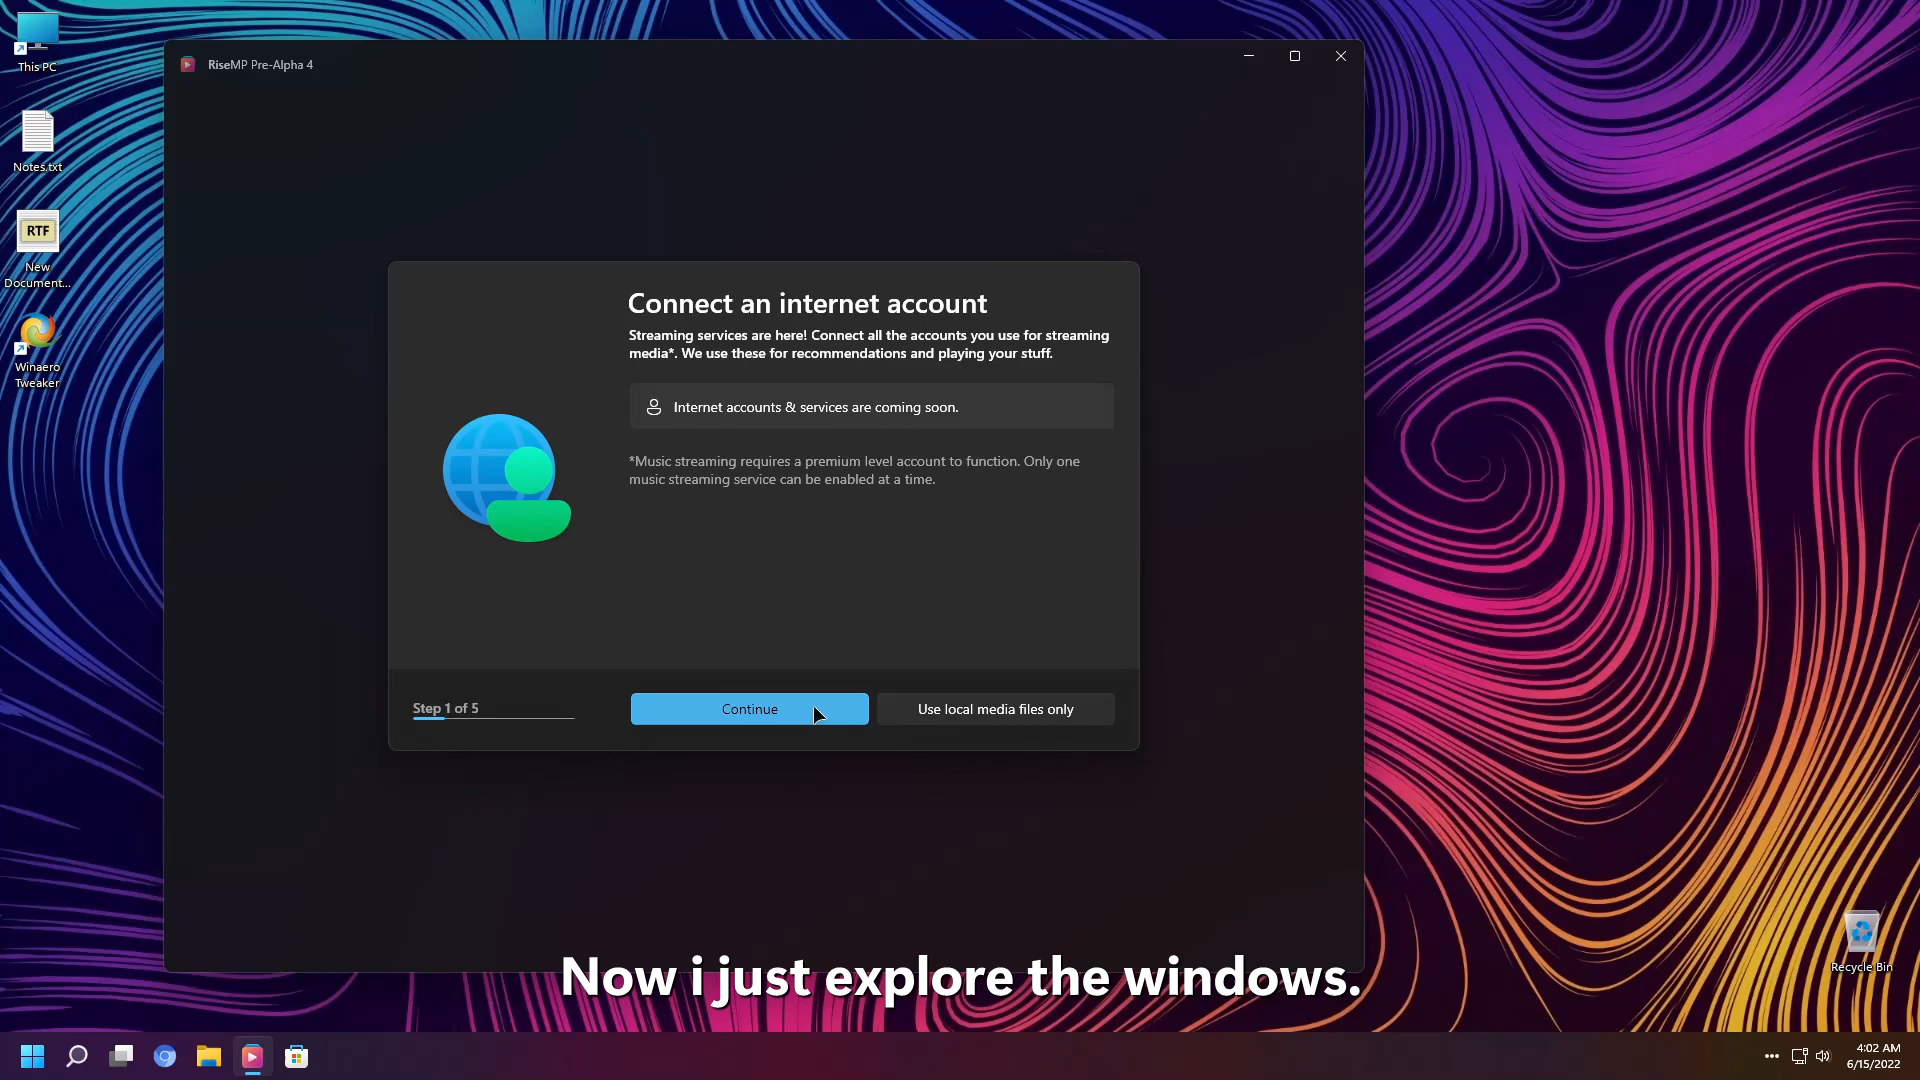 This PC
Notes.txt
RTF
New
Document...
Winaero
Tweaker
RiseMP Pre-Alpha 4
Connect an internet account
Streaming services are here! Connect all the accounts you use for streaming
media*. We use these for recommendations and playing your stuff.
Internet accounts & services are coming soon.
*Music streaming requires a premium level account to function. Only one
music streaming service can be enabled at a time.
Step 1 of 5
Continue
Use local media files only
Now i just explore the windows.
Recycle Bin
4:02 AM
6/15/2022